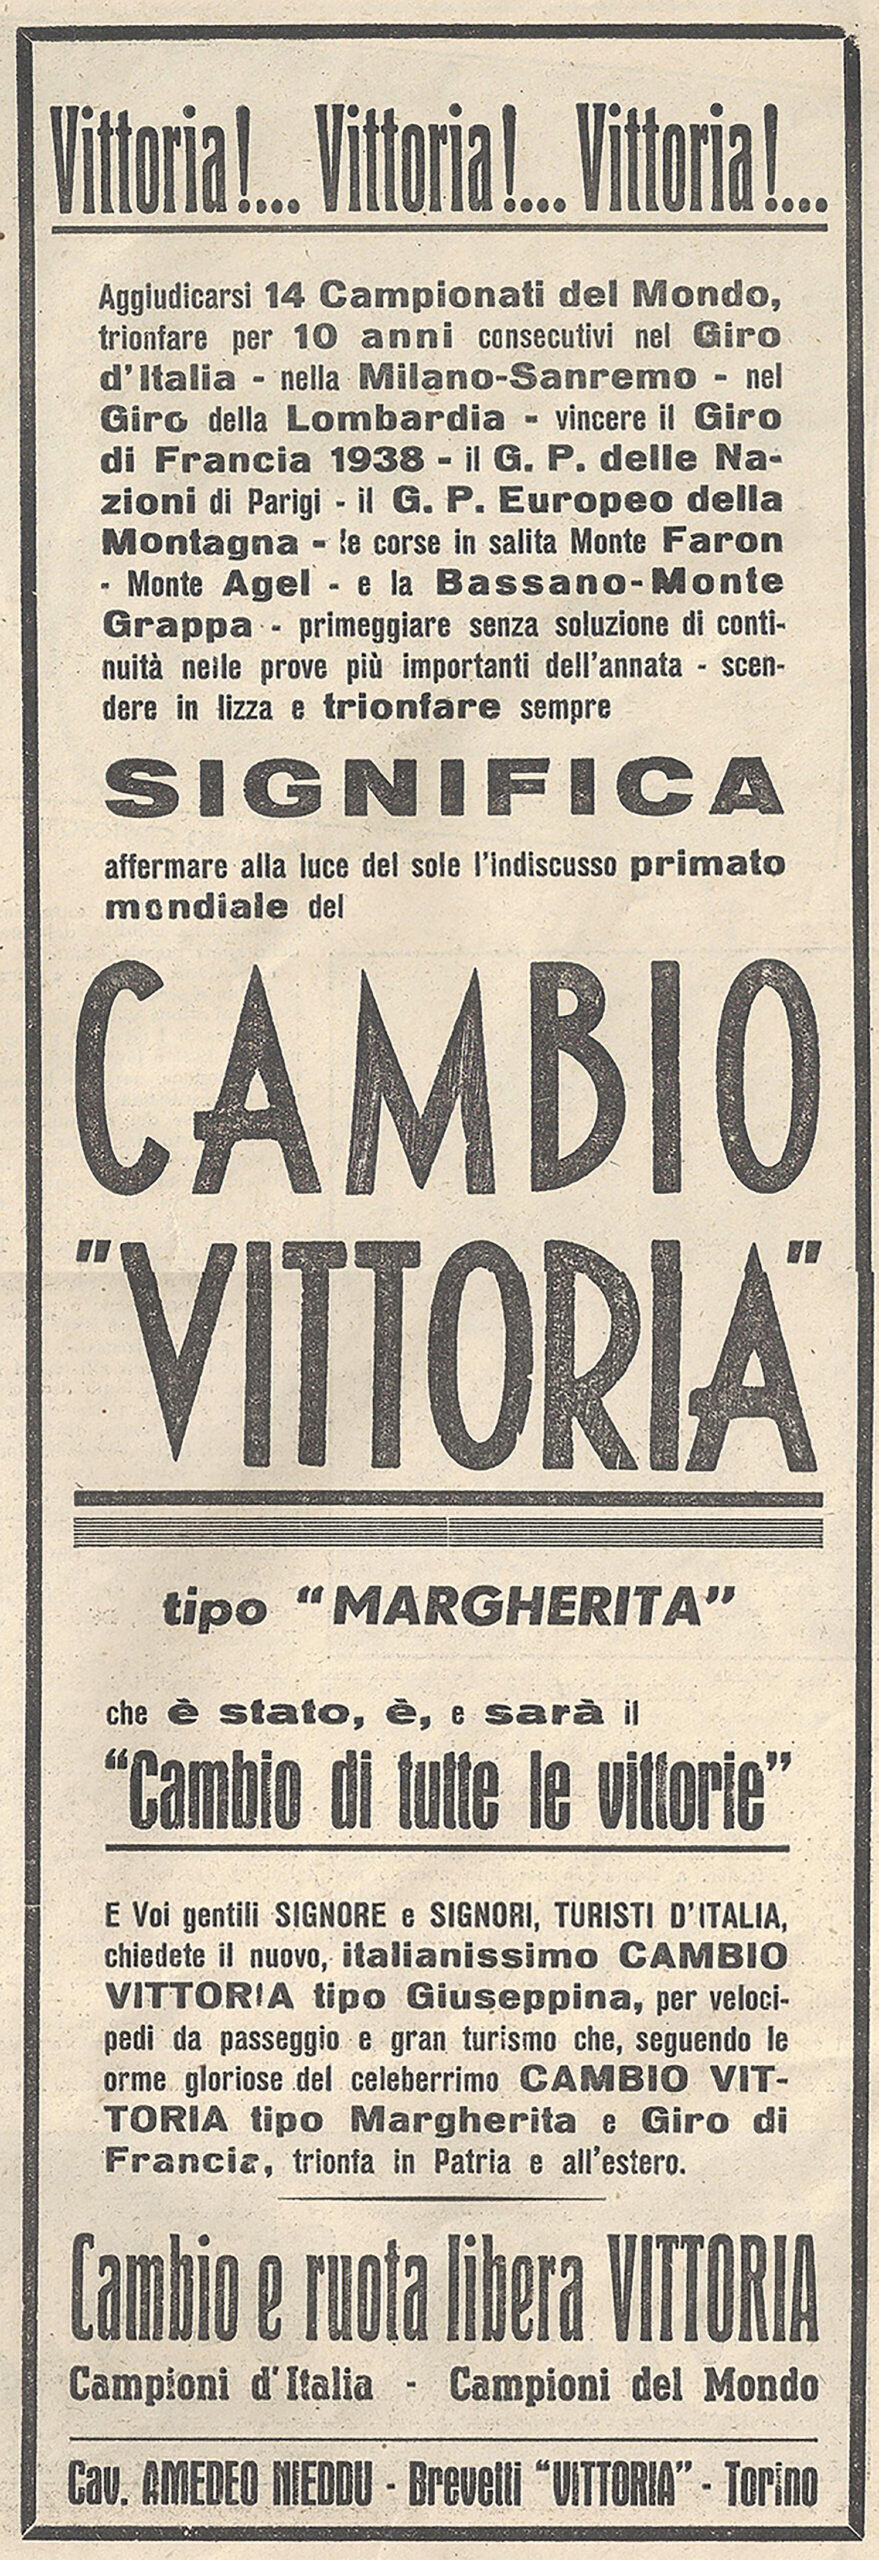 Vittoria!... Vittoria!... Vittoria!....
Aggiudicarsi 14 Campionati del Mondo,
trionfare per 10 anni consecutivi nel Giro
d'Italia - nella Milano-Sanremo - nel
Giro della Lombardia - vincere il Giro
di Francia 1938 - il G. P. delle Na-
zioni di Parigi - il G. P. Europeo della
Montagna - le corse in salita Monte Faron
- Monte Agel - e la Bassano-Monte
Grappa - primeggiare senza soluzione di conti-
nuità nelle prove più importanti dell'annata - scen-
dere in lizza e trionfare sempre
SIGNIFICA
affermare alla luce del sole l'indiscusso primato
mondiale del
CAMBIO
"VITTORIA"
tipo "MARGHERITA"
che è stato, è, e sarà il
"Cambio di tutte le vittorie"
E Voi gentili SIGNORE e SIGNORI, TURISTI D'ITALIA,
chiedete il nuovo, italianissimo CAMBIO
VITTORIA tipo Giuseppina, per veloci-
pedi da passeggio e gran turismo che, seguendo le
orme gloriose del celeberrimo CAMBIO VIT-
TORIA tipo Margherita e Giro di
Francia, trionfa in Patria e all'estero.
Cambio e ruota libera VITTORIA
Campioni d'Italia - Campioni del Mondo
Cav. AMEDEO NIEDDU - Brevetti "VITTORIA" - Torino